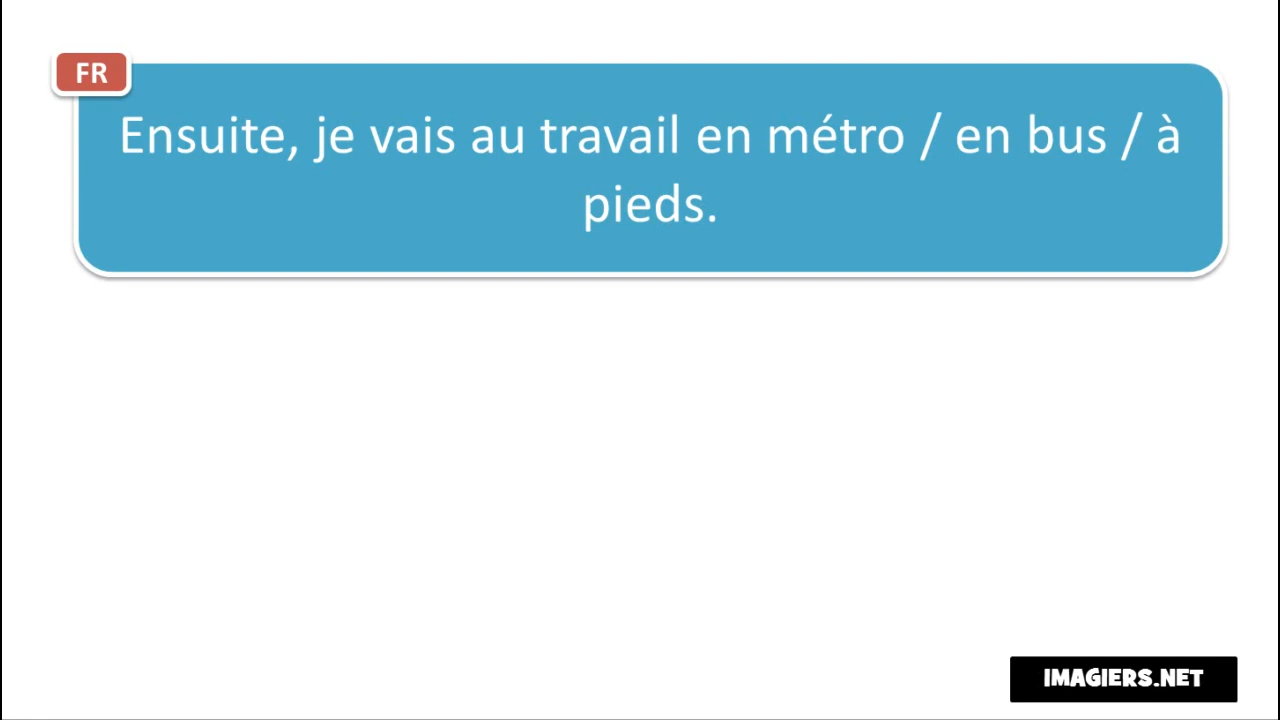 FR
Ensuite, je vais au travail en métro / en bus / à
pieds.
IMAGIERS.NET